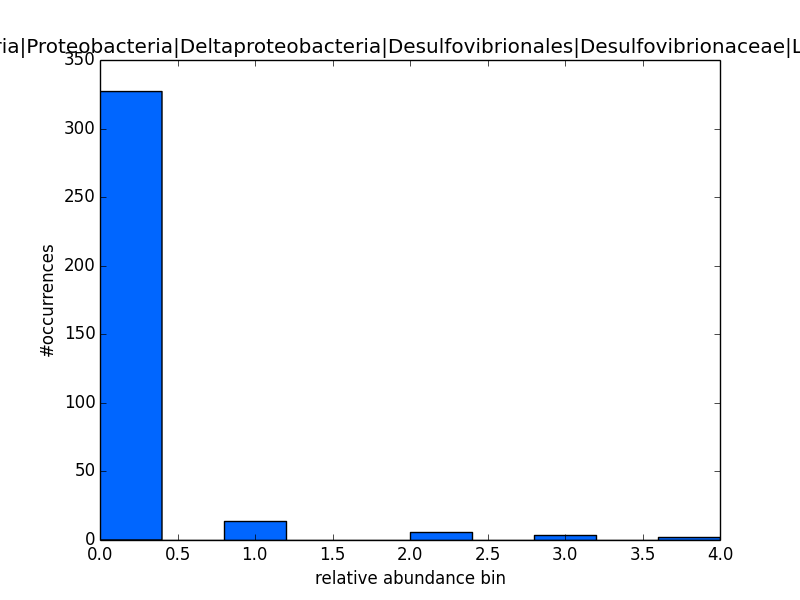 ria|Proteobacteria|Deltaproteobacteria|Desulfovibrionales|Desulfovibrionaceae|L
350
300
250
200
150
100
50
0
#occurrences
0.0 0.5 1.0 1.5 2.0 2.5 3.0 3.5 4.0
relative abundance bin